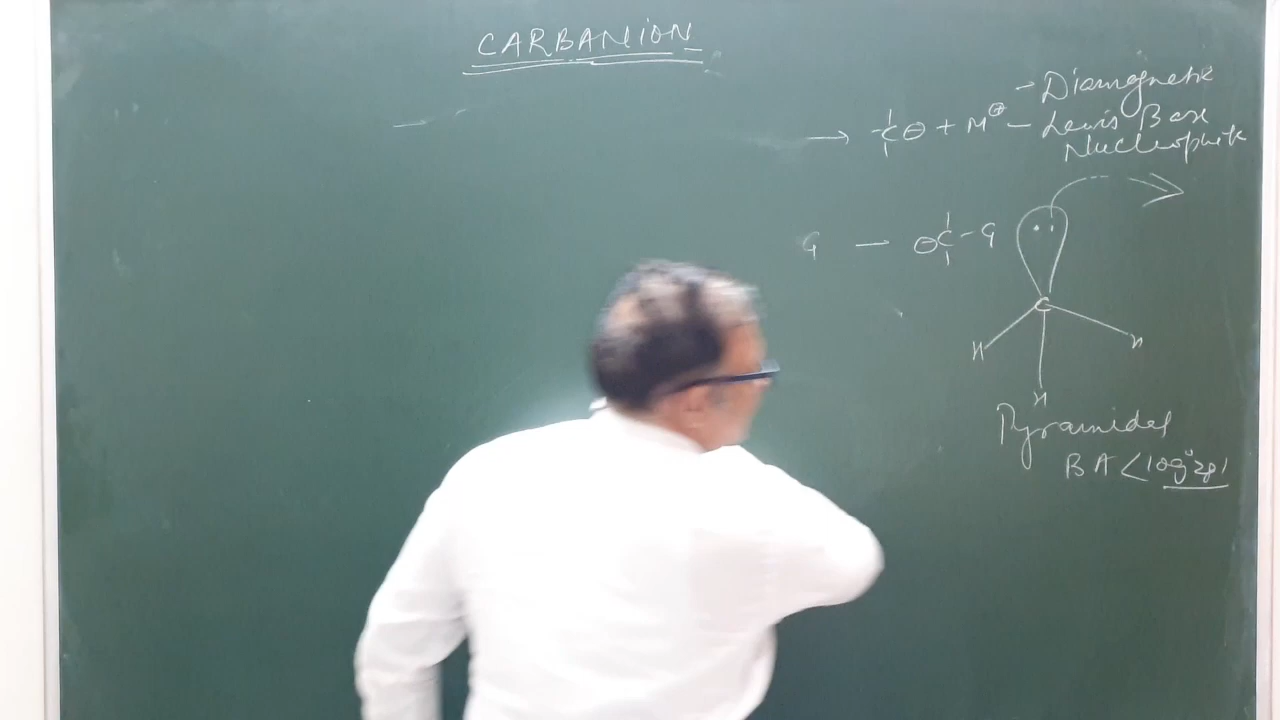 CARBANION
- Diamagnetic
→ -C⊖ + M⊕ - Lewis Base
Nucleophile
G — ⊖C-G
C
H H
H
Pyramidal
BA < 109°28'